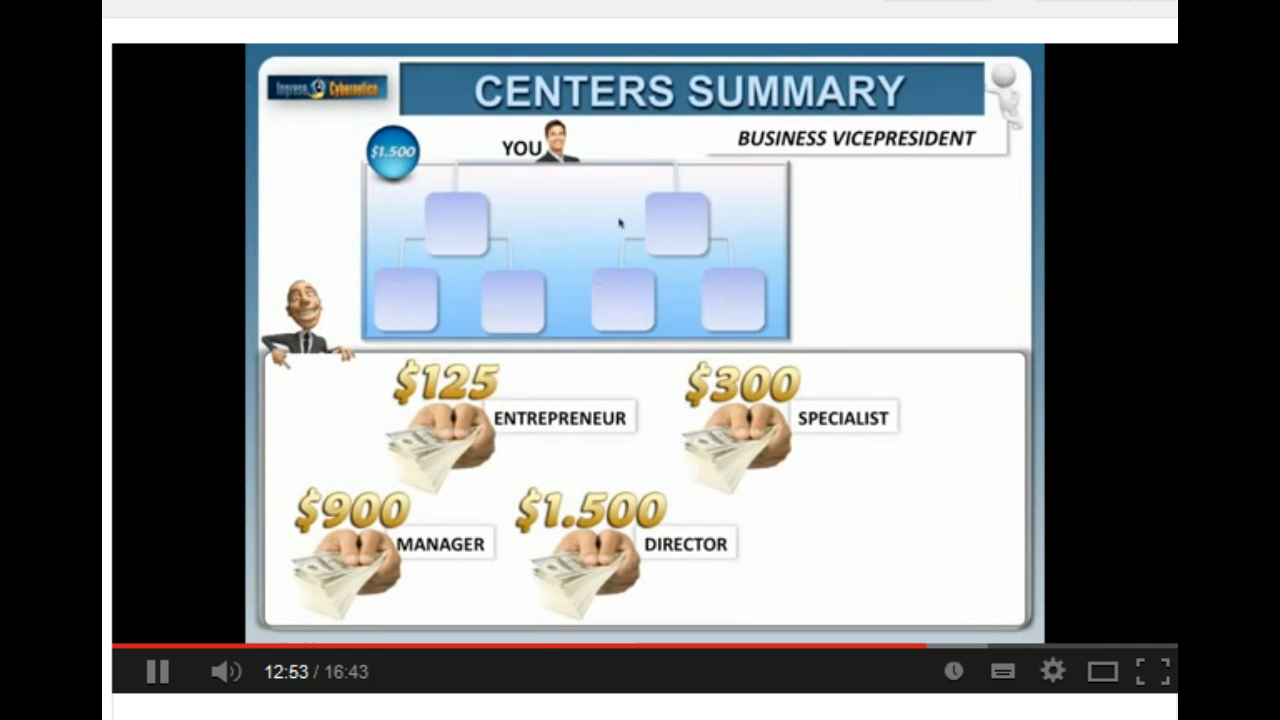 Ingreso Cybernetico
CENTERS SUMMARY
$1.500
YOU
BUSINESS VICEPRESIDENT
$125
ENTREPRENEUR
$300
SPECIALIST
$900
MANAGER
$1.500
DIRECTOR
12:53 / 16:43